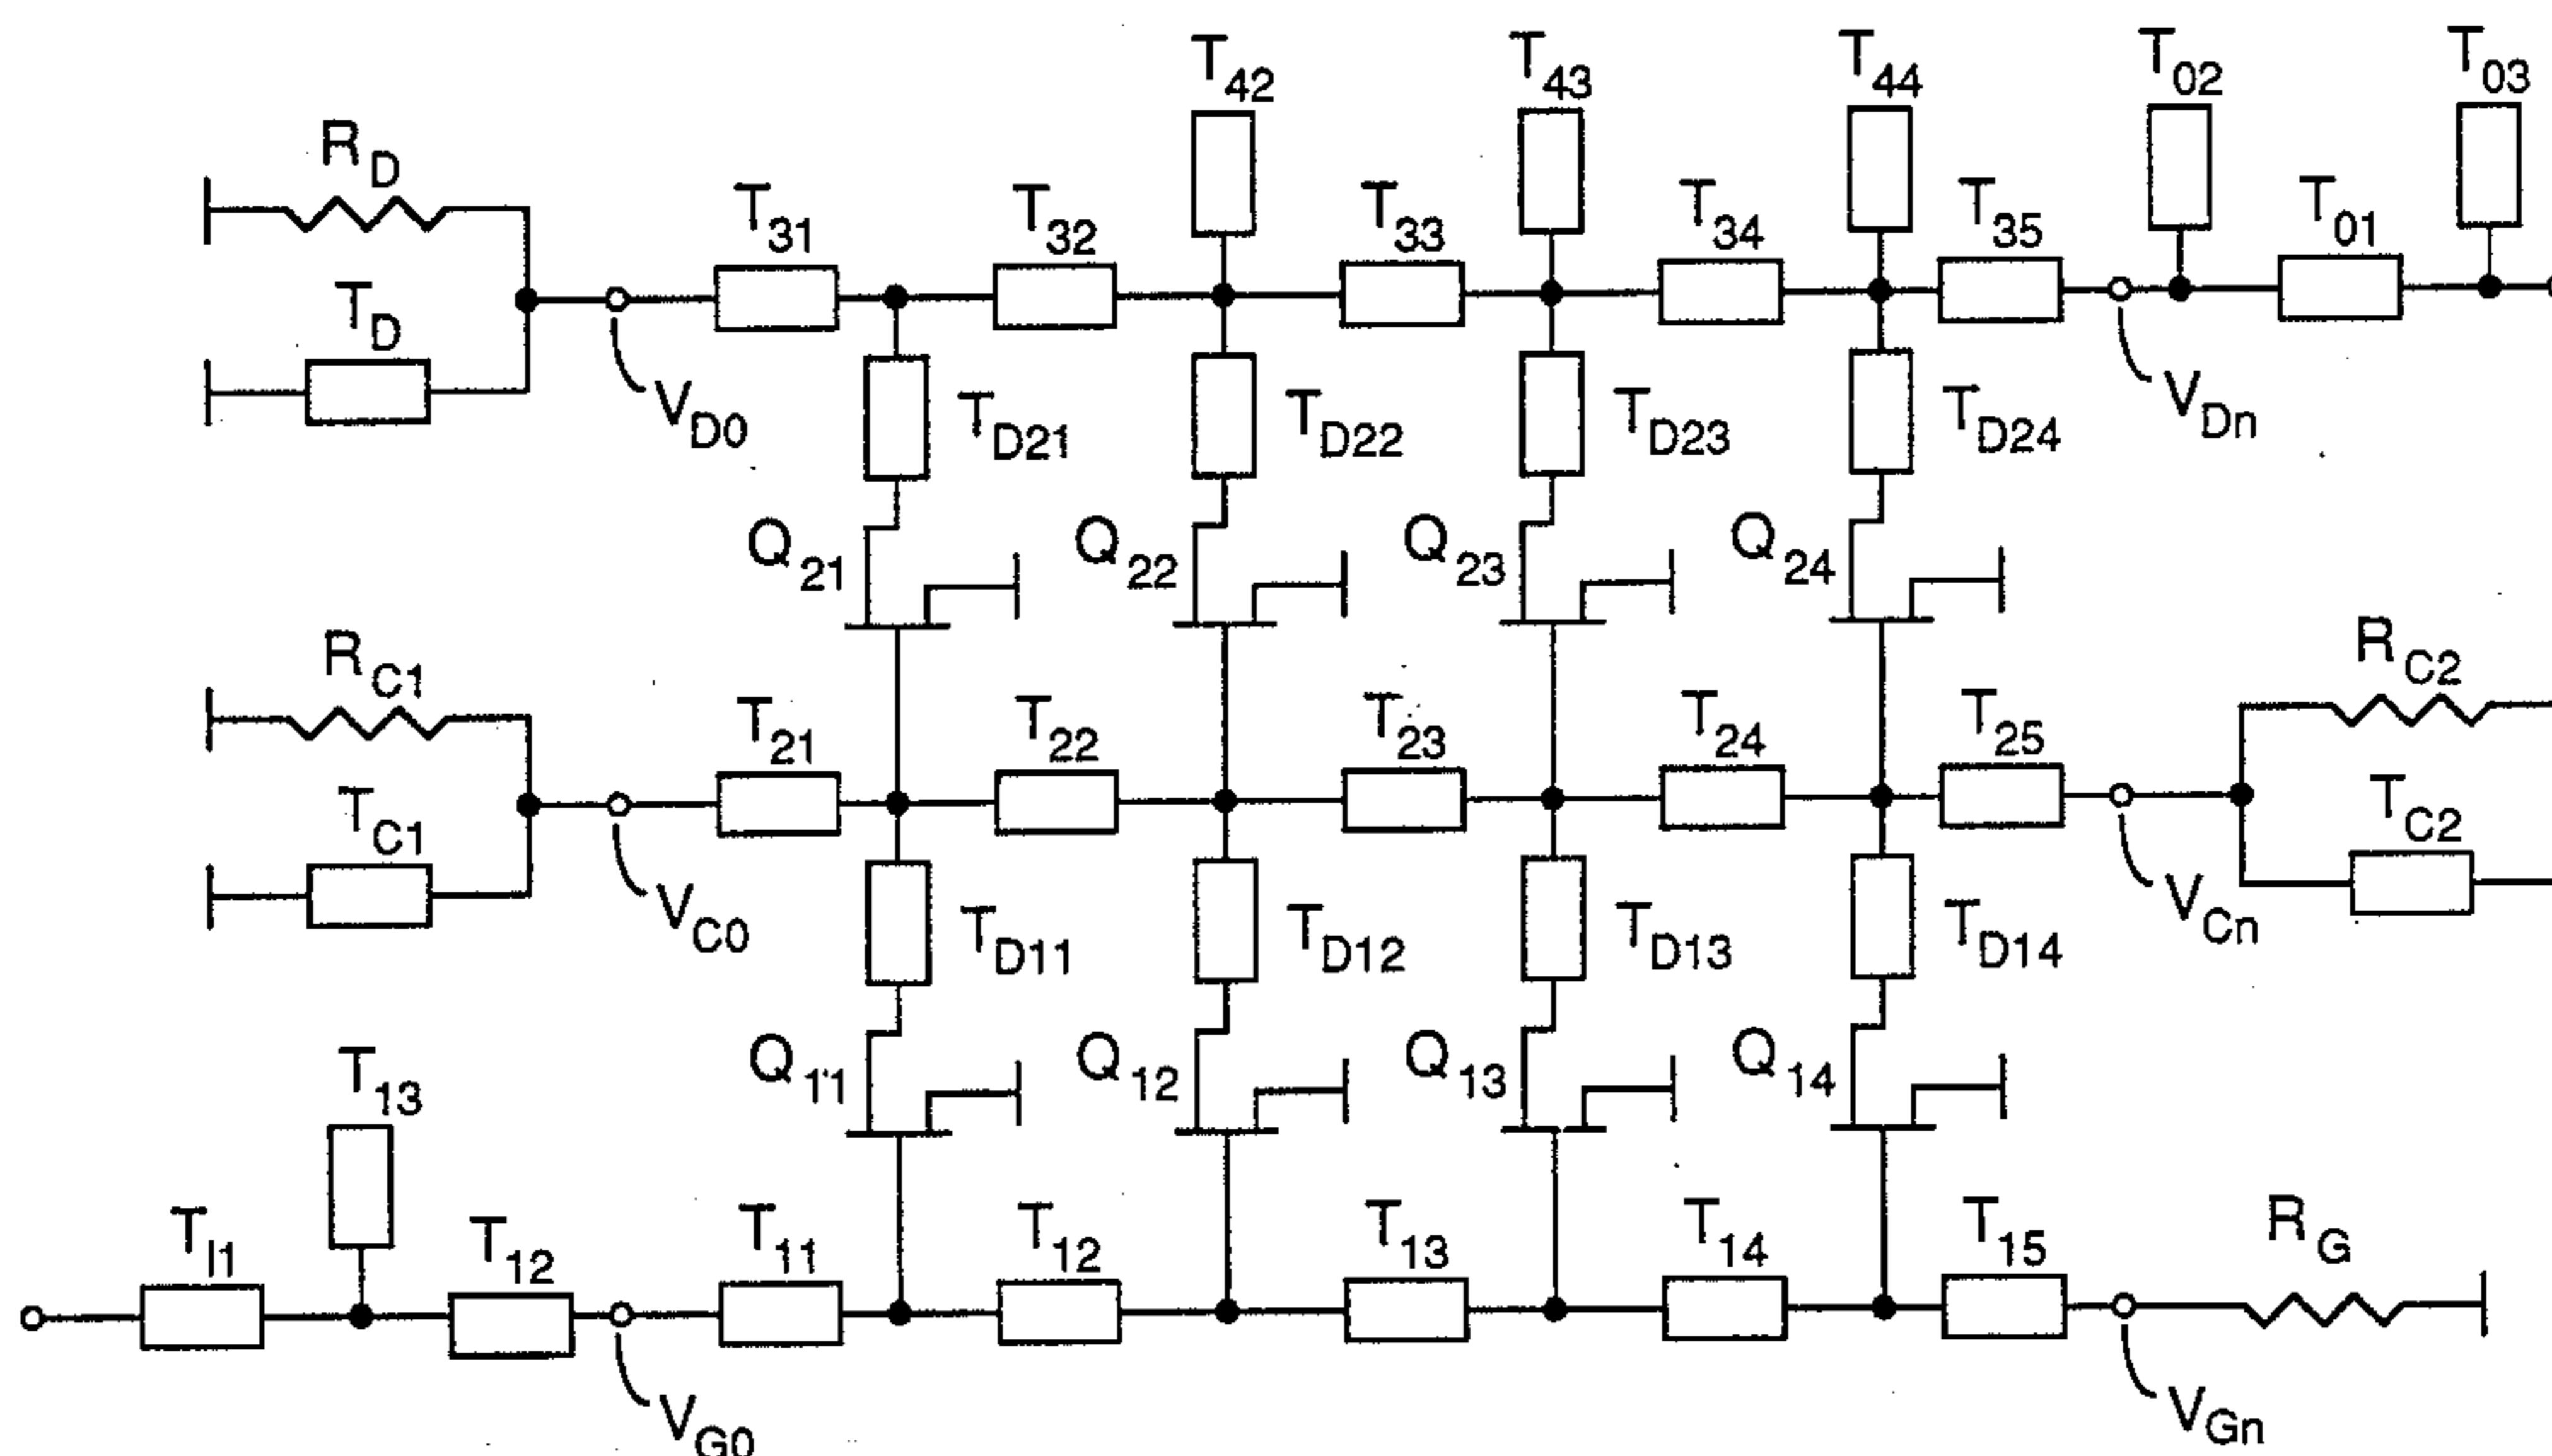 T42 T43 T44 T02 T03
RD
T31 T32 T33 T34 T35 T01
TD
VD0 VDn
TD21 TD22 TD23 TD24
Q21 Q22 Q23 Q24
RC1 RC2
T21 T22 T23 T24 T25
TC1 TC2
VC0 VCn
TD11 TD12 TD13 TD14
Q11 Q12 Q13 Q14
T13
TI1 T12 T11 T12 T13 T14 T15 RG
VG0 VGn